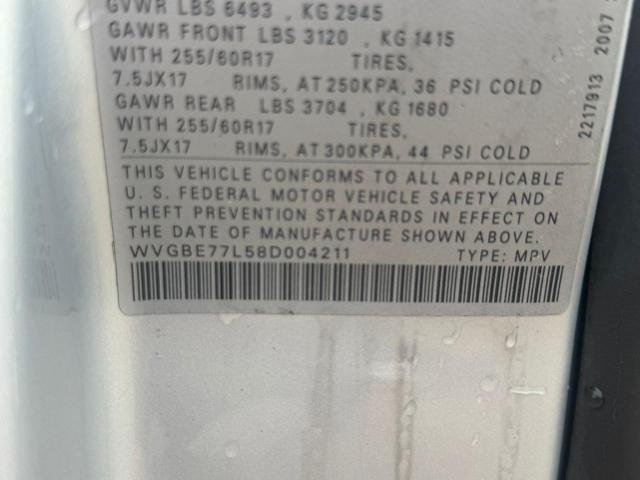 GVWR LBS 6493 , KG 2945
GAWR FRONT LBS 3120 , KG 1415
WITH 255/60R17 TIRES,
7.5JX17 RIMS, AT 250KPA, 36 PSI COLD
GAWR REAR LBS 3704 , KG 1680
WITH 255/60R17 TIRES,
7.5JX17 RIMS, AT 300KPA, 44 PSI COLD
THIS VEHICLE CONFORMS TO ALL APPLICABLE
U. S. FEDERAL MOTOR VEHICLE SAFETY AND
THEFT PREVENTION STANDARDS IN EFFECT ON
THE DATE OF MANUFACTURE SHOWN ABOVE.
WVGBE77L58D004211 TYPE: MPV
2217913 2007